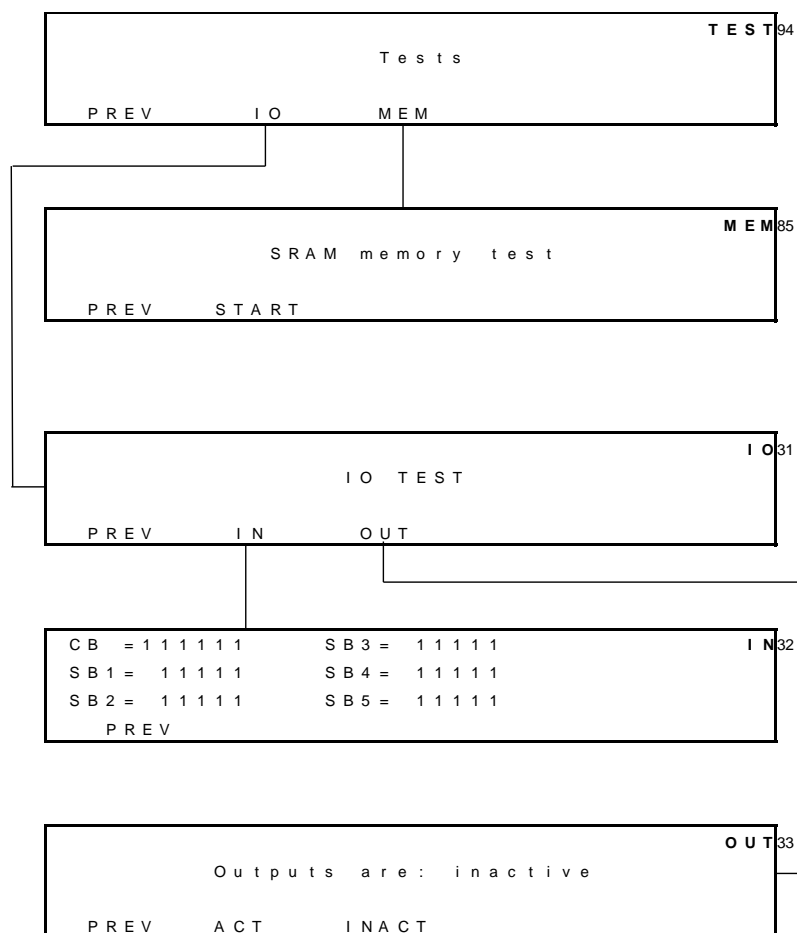 TEST94
Tests
PREV IO MEM
MEM85
SRAM memory test
PREV START
IO31
IO TEST
PREV IN OUT
CB =111111 SB3= 11111 IN32
SB1= 11111 SB4= 11111
SB2= 11111 SB5= 11111
PREV
OUT33
Outputs are: inactive
PREV ACT INACT